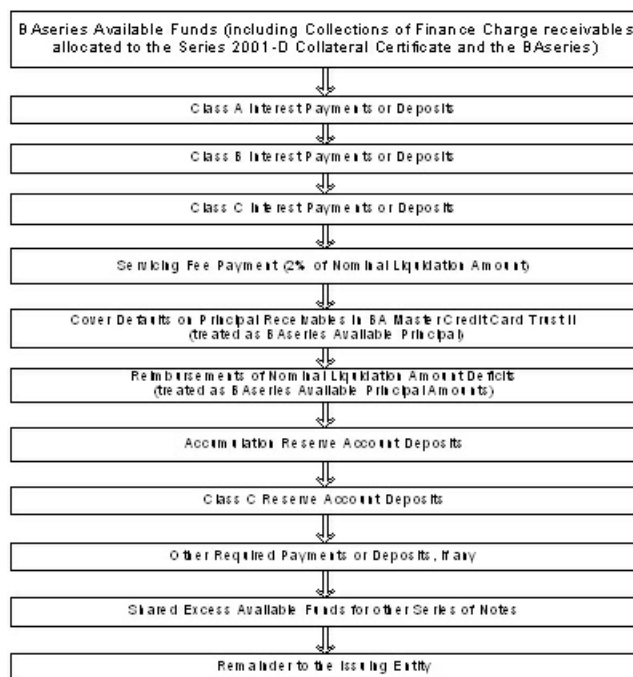 BAseries Available Funds (including Collections of Finance Charge receivables
allocated to the Series 2001-D Collateral Certificate and the BAseries)
Class A Interest Payments or Deposits
Class B Interest Payments or Deposits
Class C Interest Payments or Deposits
Servicing Fee Payment (2% of Nominal Liquidation Amount)
Cover Defaults on Principal Receivables in BA Master Credit Card Trust II
(treated as BAseries Available Principal)
Reimbursements of Nominal Liquidation Amount Deficits
(treated as BAseries Available Principal Amounts)
Accumulation Reserve Account Deposits
Class C Reserve Account Deposits
Other Required Payments or Deposits, if any
Shared Excess Available Funds for other Series of Notes
Remainder to the Issuing Entity